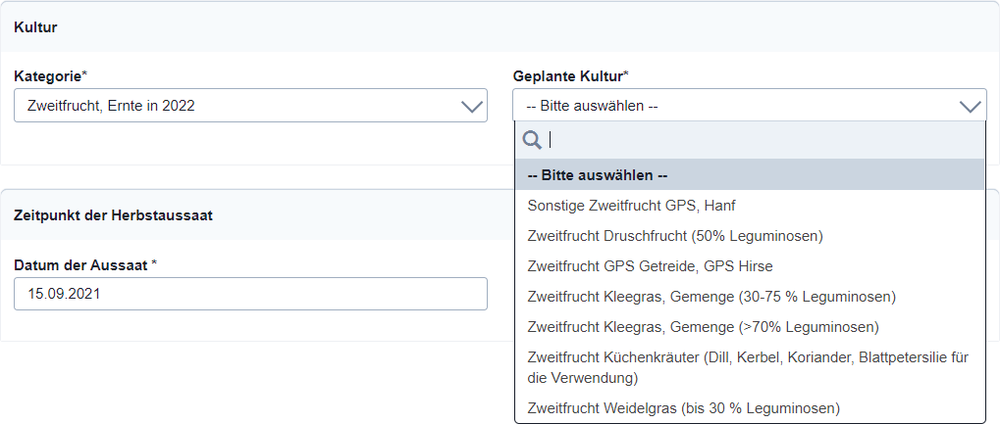 Kultur
Kategorie*
Zweitfrucht, Ernte in 2022
Geplante Kultur*
-- Bitte auswählen --
-- Bitte auswählen --
Sonstige Zweitfrucht GPS, Hanf
Zweitfrucht Druschfrucht (50% Leguminosen)
Zweitfrucht GPS Getreide, GPS Hirse
Zweitfrucht Kleegras, Gemenge (30-75 % Leguminosen)
Zweitfrucht Kleegras, Gemenge (>70% Leguminosen)
Zweitfrucht Küchenkräuter (Dill, Kerbel, Koriander, Blattpetersilie für
die Verwendung)
Zweitfrucht Weidelgras (bis 30 % Leguminosen)
Zeitpunkt der Herbstaussaat
Datum der Aussaat *
15.09.2021